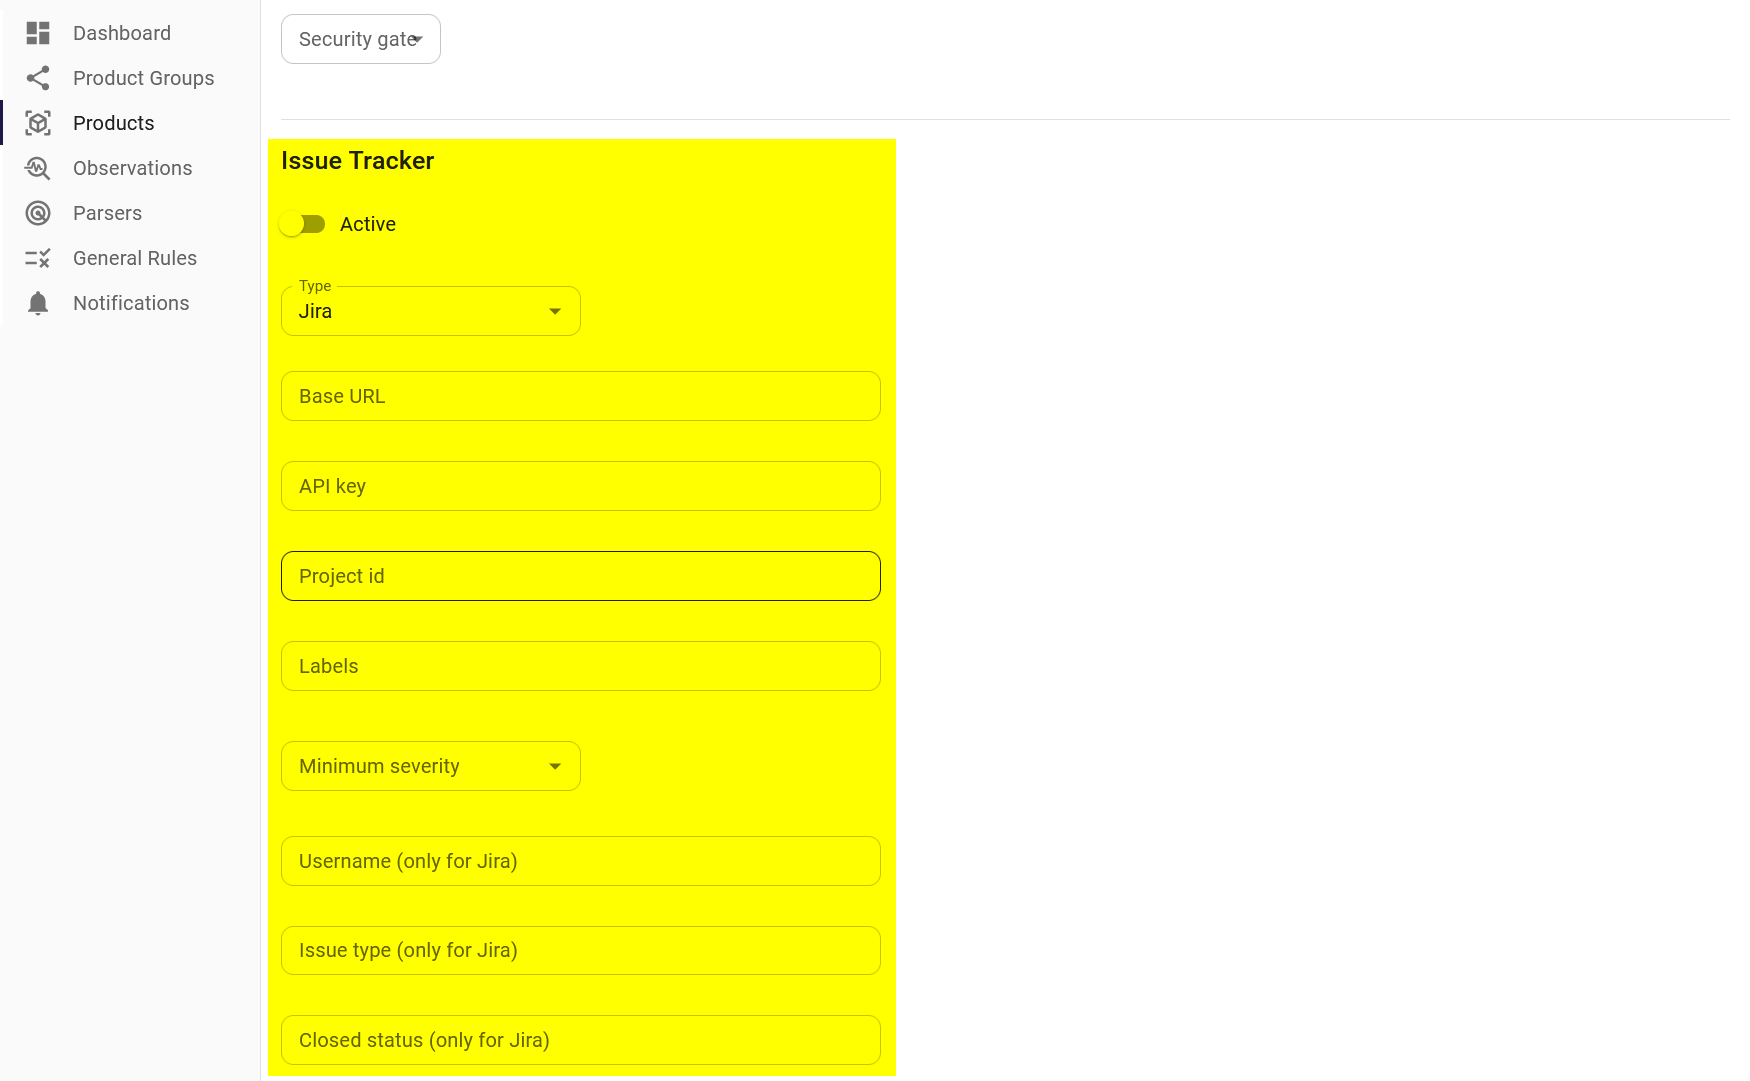 Dashboard
Product Groups
Products
Observations
Parsers
General Rules
Notifications
Security gate
Issue Tracker
Active
Type
Jira
Base URL
API key
Project id
Labels
Minimum severity
Username (only for Jira)
Issue type (only for Jira)
Closed status (only for Jira)